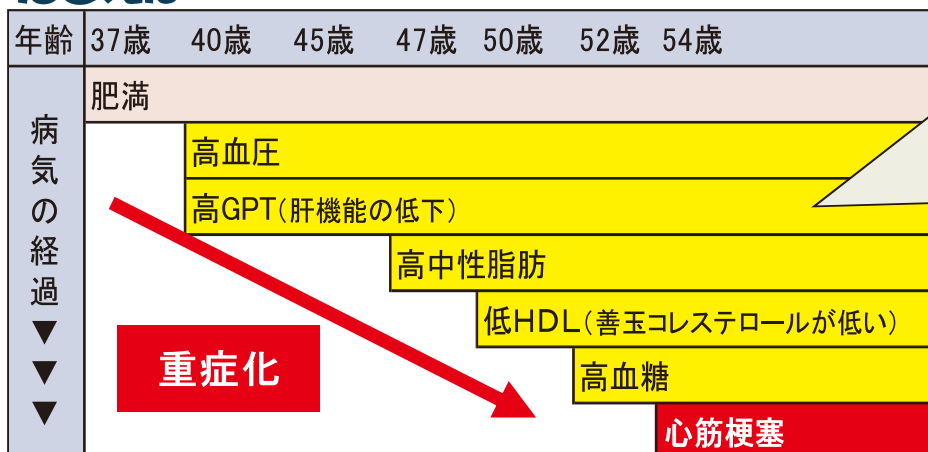 年齢 37歳 40歳 45歳 47歳 50歳 52歳 54歳
病気の経過▼▼▼
肥満
高血圧
高GPT(肝機能の低下)
高中性脂肪
低HDL(善玉コレステロールが低い)
高血糖
心筋梗塞
重症化